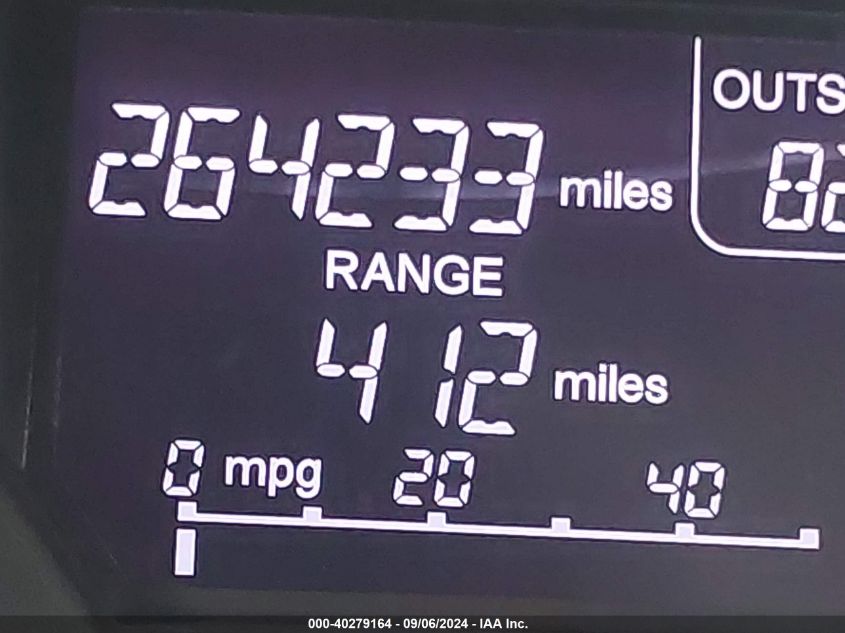 OUTS
264233 miles
RANGE
412 miles
0 mpg 20 40
000-40279164 - 09/06/2024 - IAA Inc.